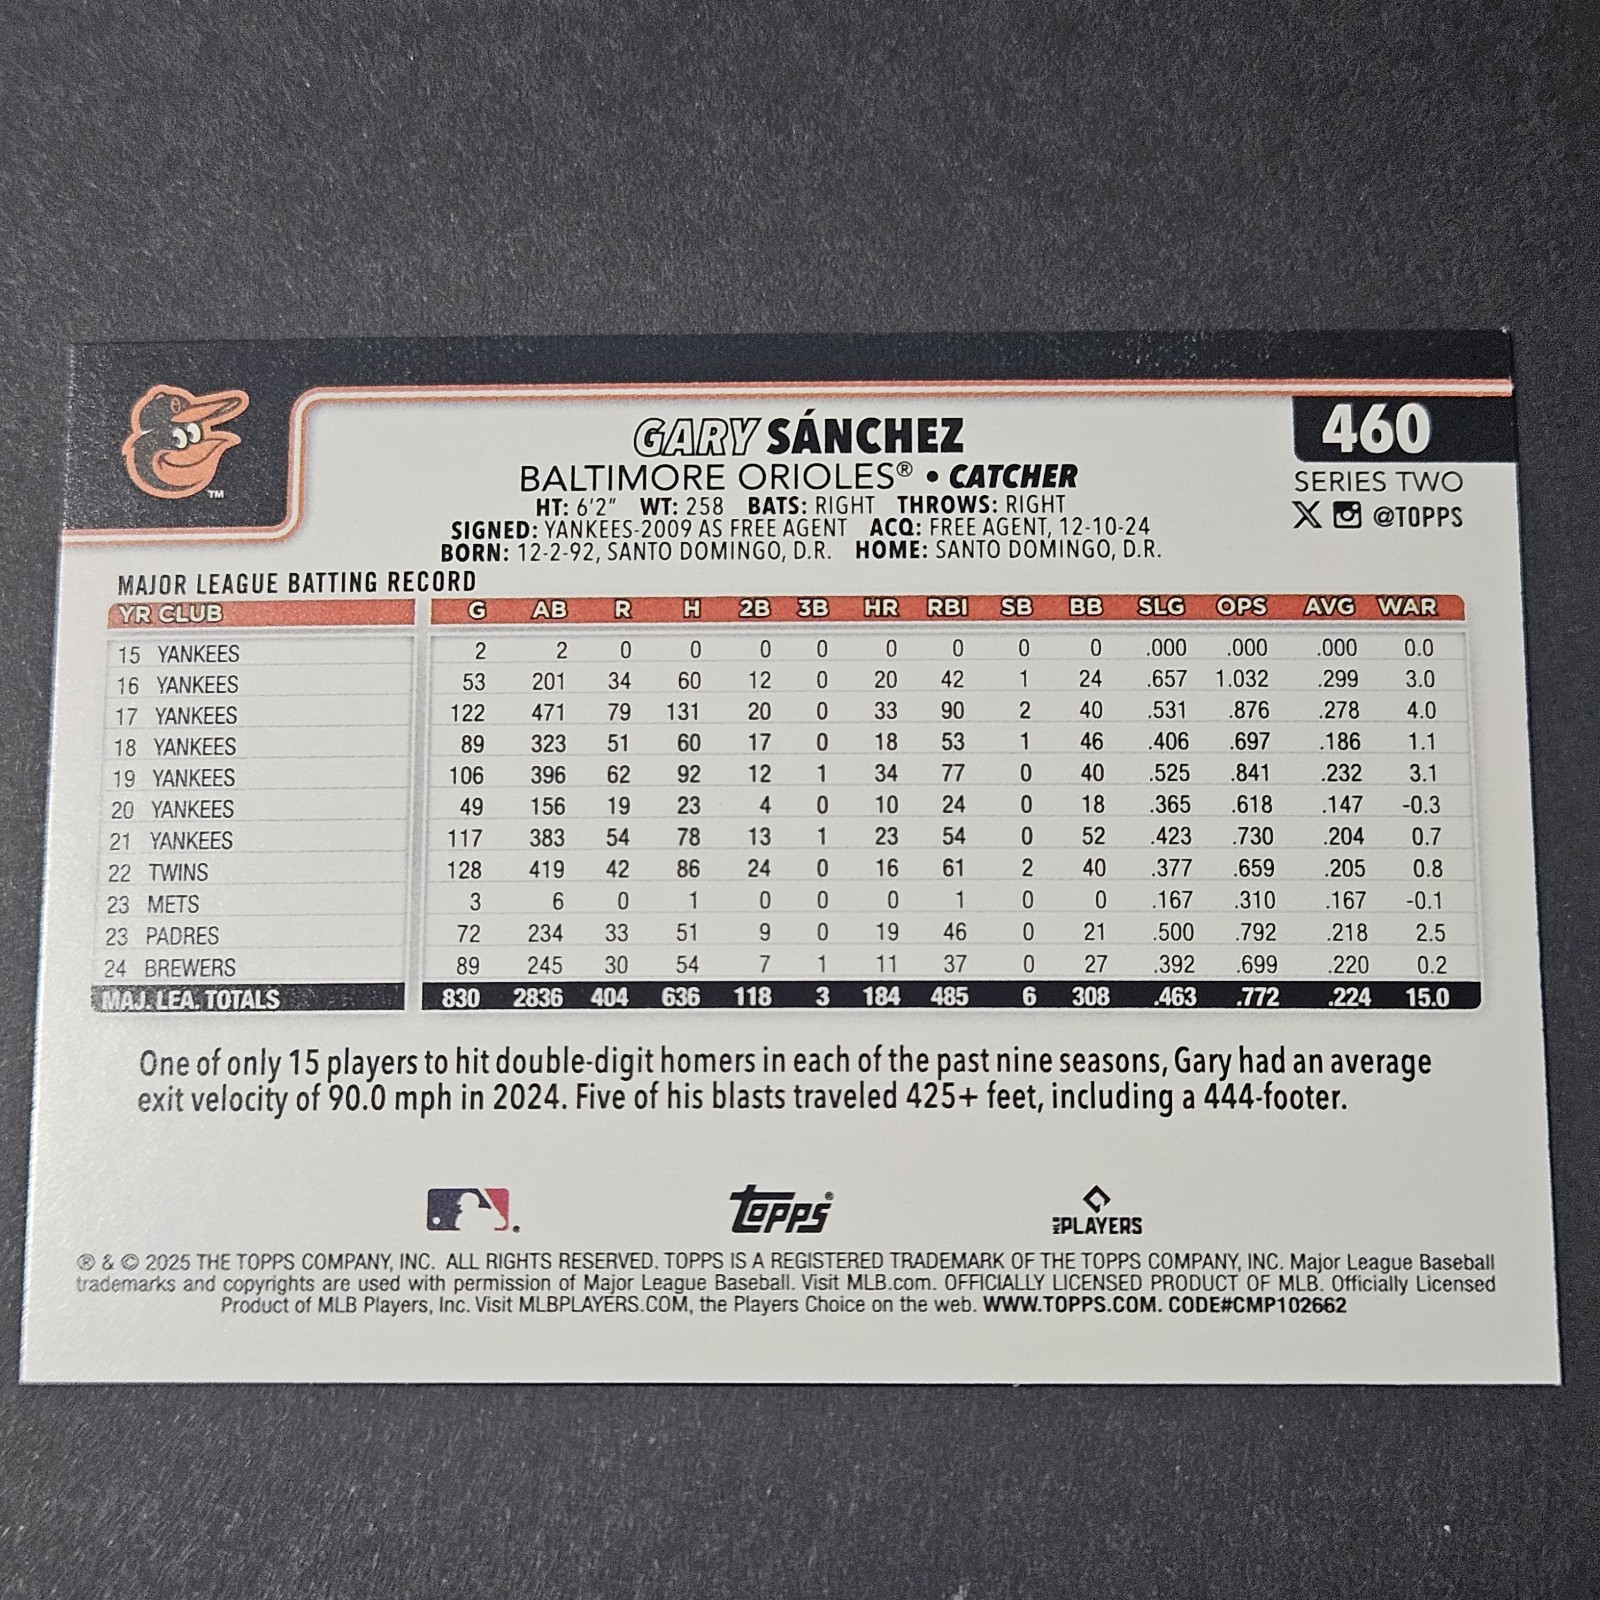 GARY SÁNCHEZ
460
BALTIMORE ORIOLES® • CATCHER
SERIES TWO
HT: 6'2" WT: 258 BATS: RIGHT THROWS: RIGHT
@TOPPS
SIGNED: YANKEES-2009 AS FREE AGENT ACQ: FREE AGENT, 12-10-24
BORN: 12-2-92, SANTO DOMINGO, D.R. HOME: SANTO DOMINGO, D.R.
™
MAJOR LEAGUE BATTING RECORD
YR CLUB G AB R H 2B 3B HR RBI SB BB SLG OPS AVG WAR
15 YANKEES 2 2 0 0 0 0 0 0 0 0 .000 .000 .000 0.0
16 YANKEES 53 201 34 60 12 0 20 42 1 24 .657 1.032 .299 3.0
17 YANKEES 122 471 79 131 20 0 33 90 2 40 .531 .876 .278 4.0
18 YANKEES 89 323 51 60 17 0 18 53 1 46 .406 .697 .186 1.1
19 YANKEES 106 396 62 92 12 1 34 77 0 40 .525 .841 .232 3.1
20 YANKEES 49 156 19 23 4 0 10 24 0 18 .365 .618 .147 -0.3
21 YANKEES 117 383 54 78 13 1 23 54 0 52 .423 .730 .204 0.7
22 TWINS 128 419 42 86 24 0 16 61 2 40 .377 .659 .205 0.8
23 METS 3 6 0 1 0 0 0 1 0 0 .167 .310 .167 -0.1
23 PADRES 72 234 33 51 9 0 19 46 0 21 .500 .792 .218 2.5
24 BREWERS 89 245 30 54 7 1 11 37 0 27 .392 .699 .220 0.2
MAJ. LEA. TOTALS 830 2836 404 636 118 3 184 485 6 308 .463 .772 .224 15.0
One of only 15 players to hit double-digit homers in each of the past nine seasons, Gary had an average
exit velocity of 90.0 mph in 2024. Five of his blasts traveled 425+ feet, including a 444-footer.
Topps®
MLB PLAYERS
® & © 2025 THE TOPPS COMPANY, INC. ALL RIGHTS RESERVED. TOPPS IS A REGISTERED TRADEMARK OF THE TOPPS COMPANY, INC. Major League Baseball
trademarks and copyrights are used with permission of Major League Baseball. Visit MLB.com. OFFICIALLY LICENSED PRODUCT OF MLB. Officially Licensed
Product of MLB Players, Inc. Visit MLBPLAYERS.COM, the Players Choice on the web. WWW.TOPPS.COM. CODE#CMP102662